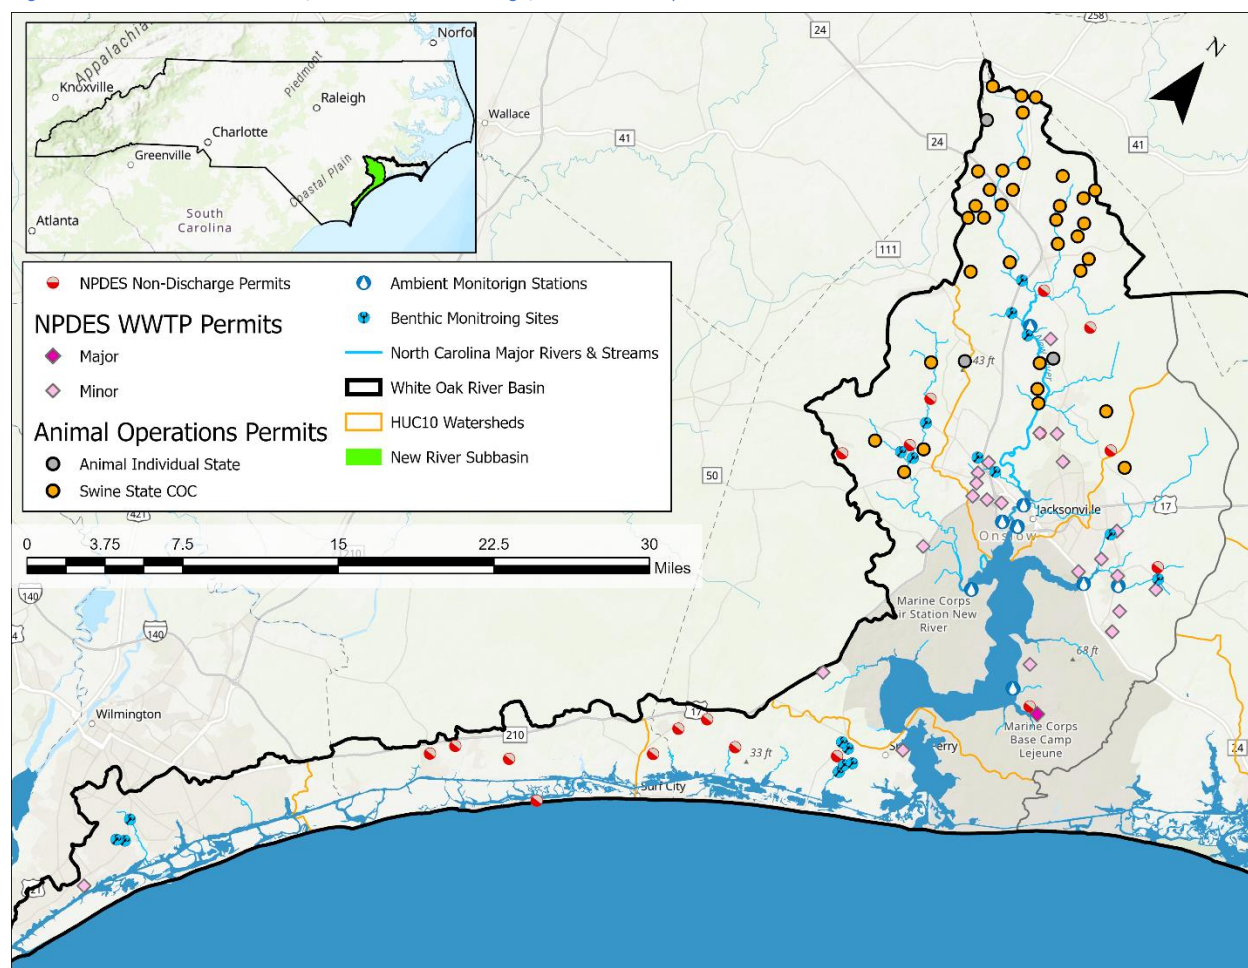 258
24
N
Norfol
Appalachian
Knoxville
Piedmont
Raleigh
Charlotte
Greenville
Coastal Plain
Atlanta
South
Carolina
Wallace
41
24
41
111
NPDES Non-Discharge Permits
NPDES WWTP Permits
Major
Minor
Animal Operations Permits
Animal Individual State
Swine State COC
Ambient Monitorign Stations
Benthic Monitroing Sites
North Carolina Major Rivers & Streams
White Oak River Basin
HUC10 Watersheds
New River Subbasin
43 ft
50
421
17
Jacksonville
Onslow
0 3.75 7.5 15 22.5 30
Miles
210
140
140
Marine Corps
ir Station New
River
68 ft
Wilmington
17
210
33 ft
Surf City
Marine Corps
Base Camp
Lejeune
24